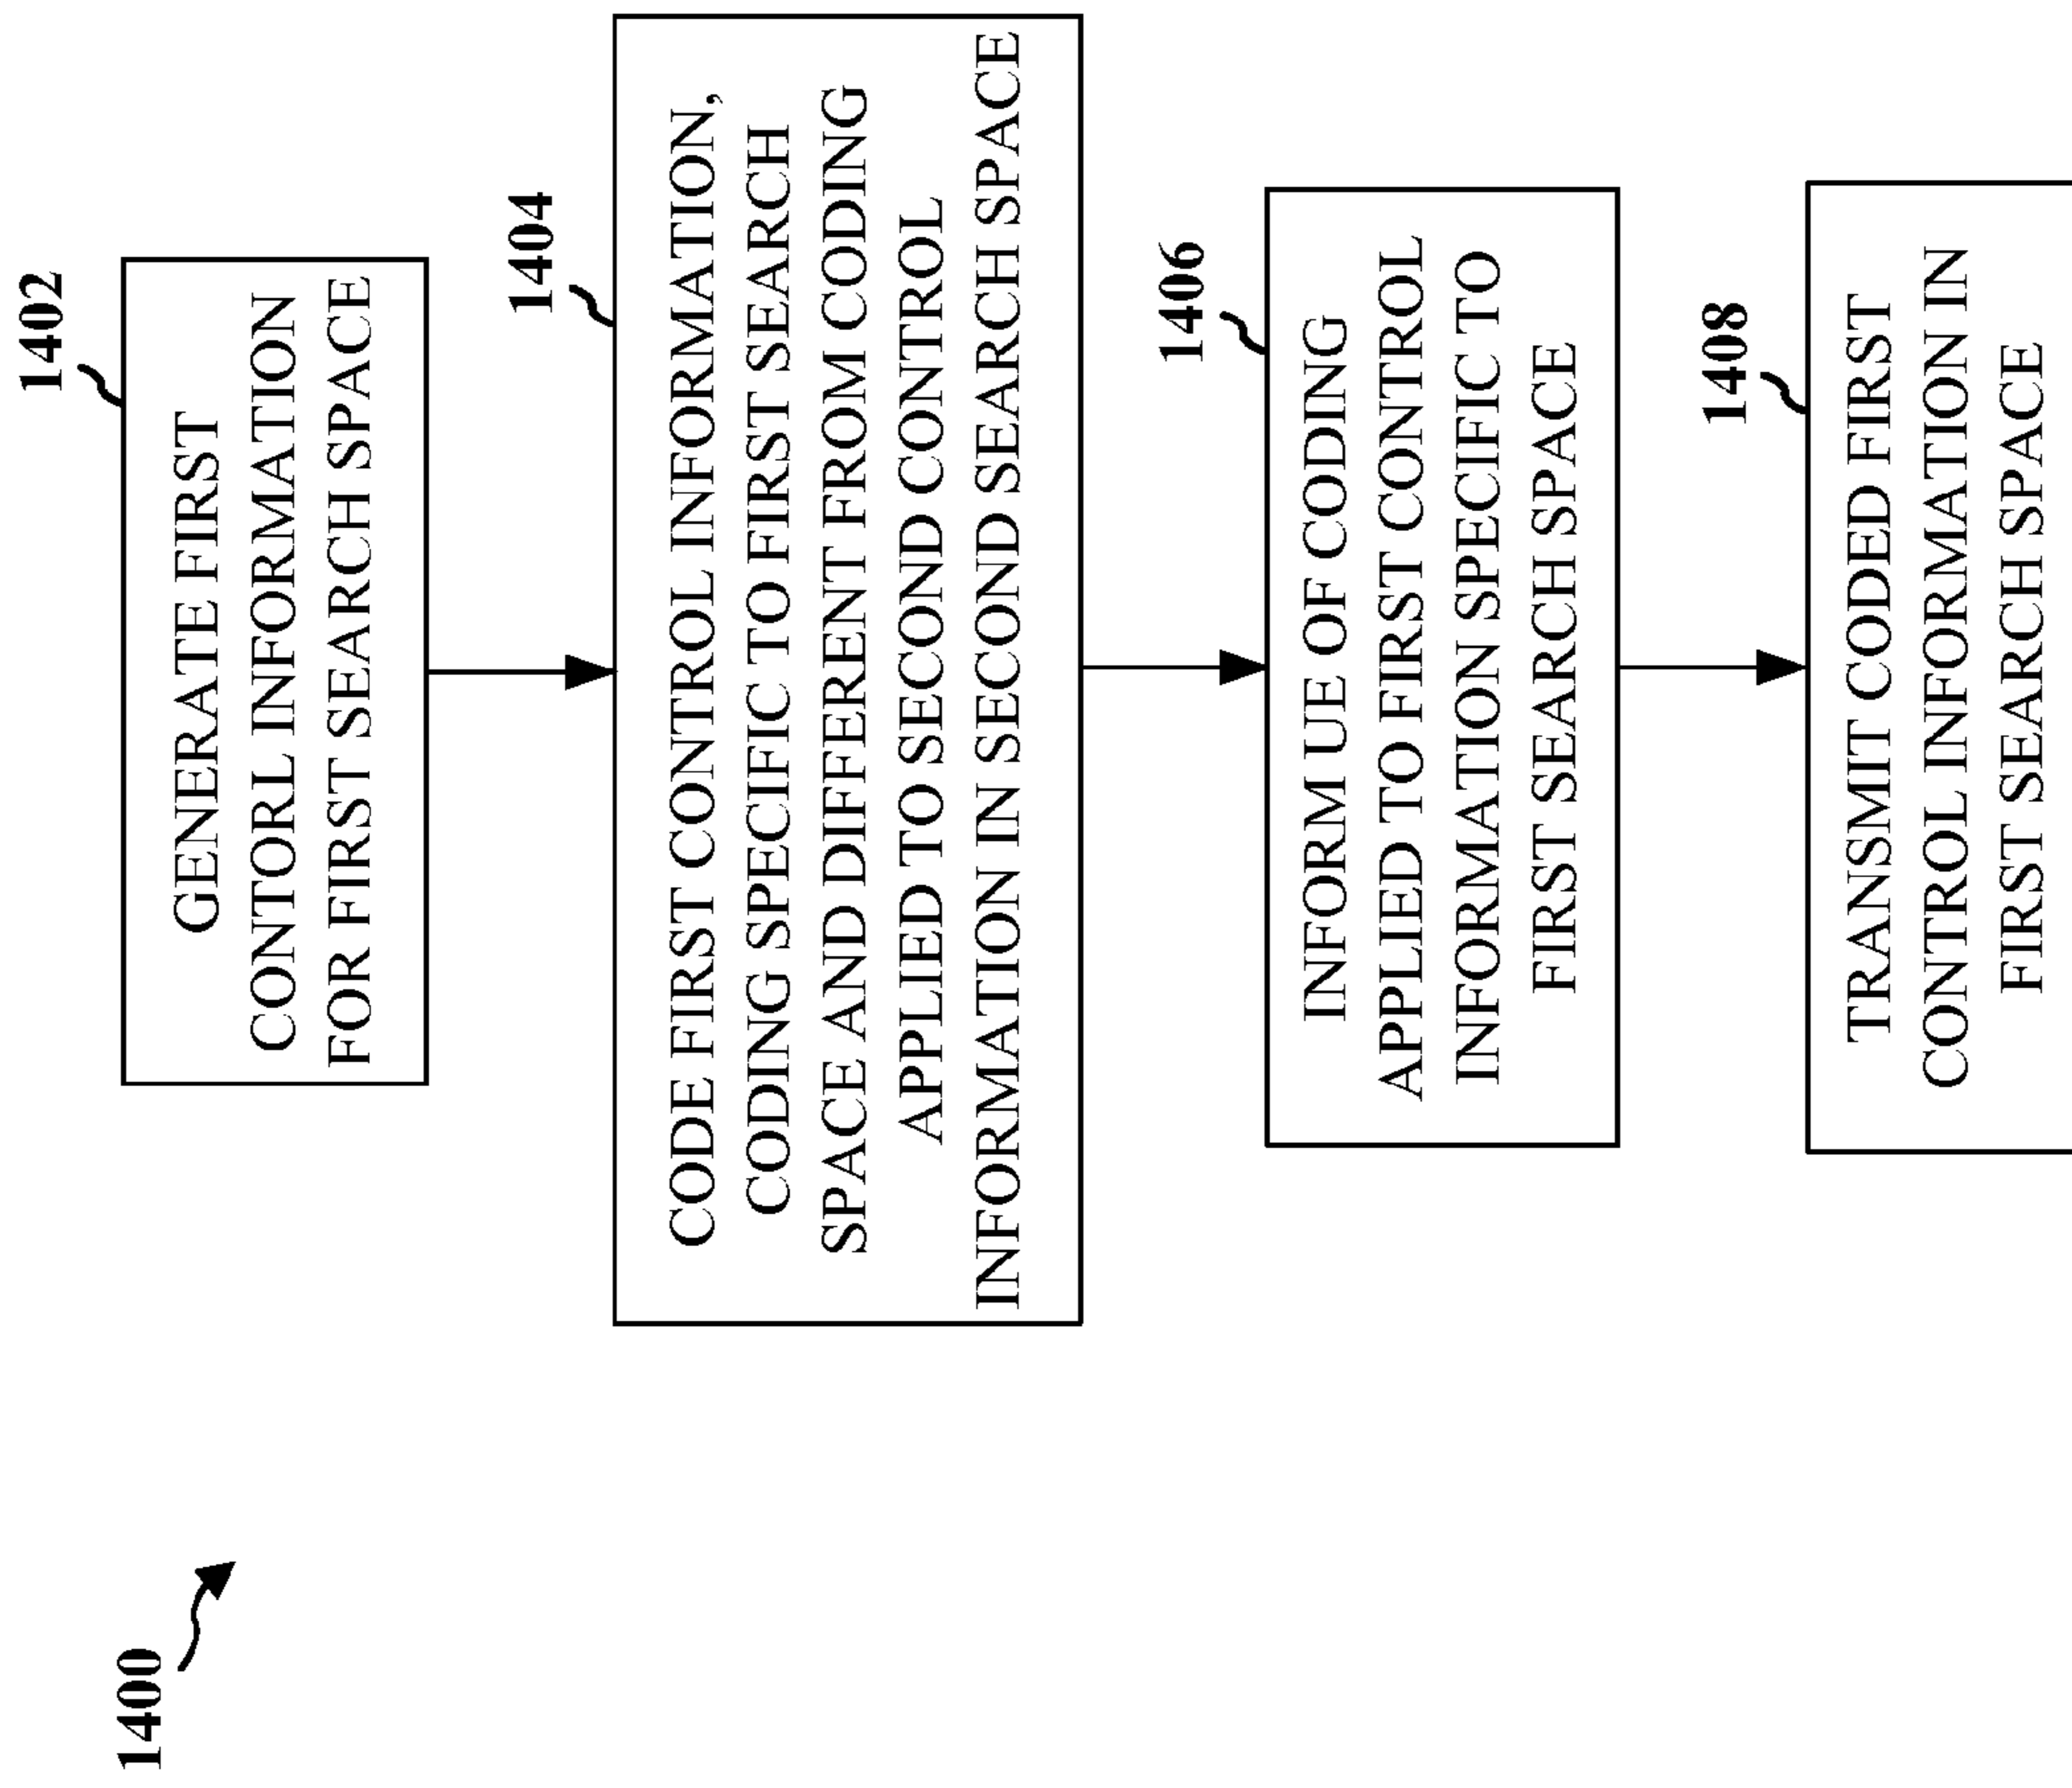 1400
1402
GENERATE FIRST
CONTORL INFORMATION
FOR FIRST SEARCH SPACE
1404
CODE FIRST CONTROL INFORMATION,
CODING SPECIFIC TO FIRST SEARCH
SPACE AND DIFFERENT FROM CODING
APPLIED TO SECOND CONTROL
INFORMATION IN SECOND SEARCH SPACE
1406
INFORM UE OF CODING
APPLIED TO FIRST CONTROL
INFORMATION SPECIFIC TO
FIRST SEARCH SPACE
1408
TRANSMIT CODED FIRST
CONTROL INFORMATION IN
FIRST SEARCH SPACE